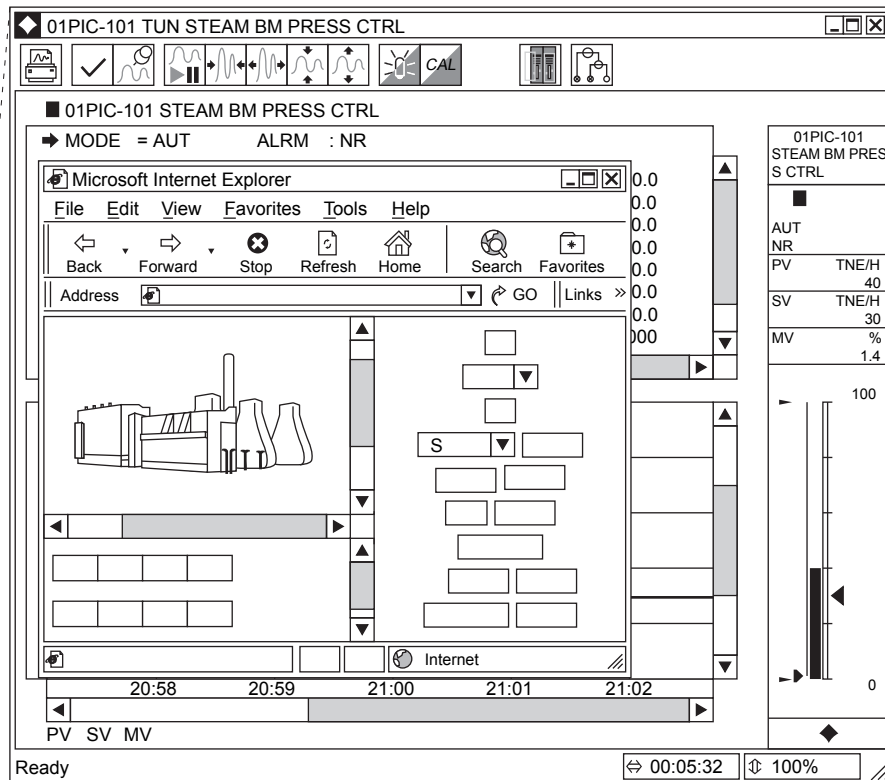 01PIC-101 TUN STEAM BM PRESS CTRL
CAL
01PIC-101 STEAM BM PRESS CTRL
MODE = AUT ALRM : NR
Microsoft Internet Explorer
File Edit View Favorites Tools Help
Back Forward Stop Refresh Home Search Favorites
Address GO Links »
S
Internet
0.0
0.0
0.0
0.0
0.0
0.0
0.0
000
20:58 20:59 21:00 21:01 21:02
PV SV MV
01PIC-101
STEAM BM PRES
S CTRL
AUT
NR
PV TNE/H
40
SV TNE/H
30
MV %
1.4
100
0
Ready 00:05:32 100%